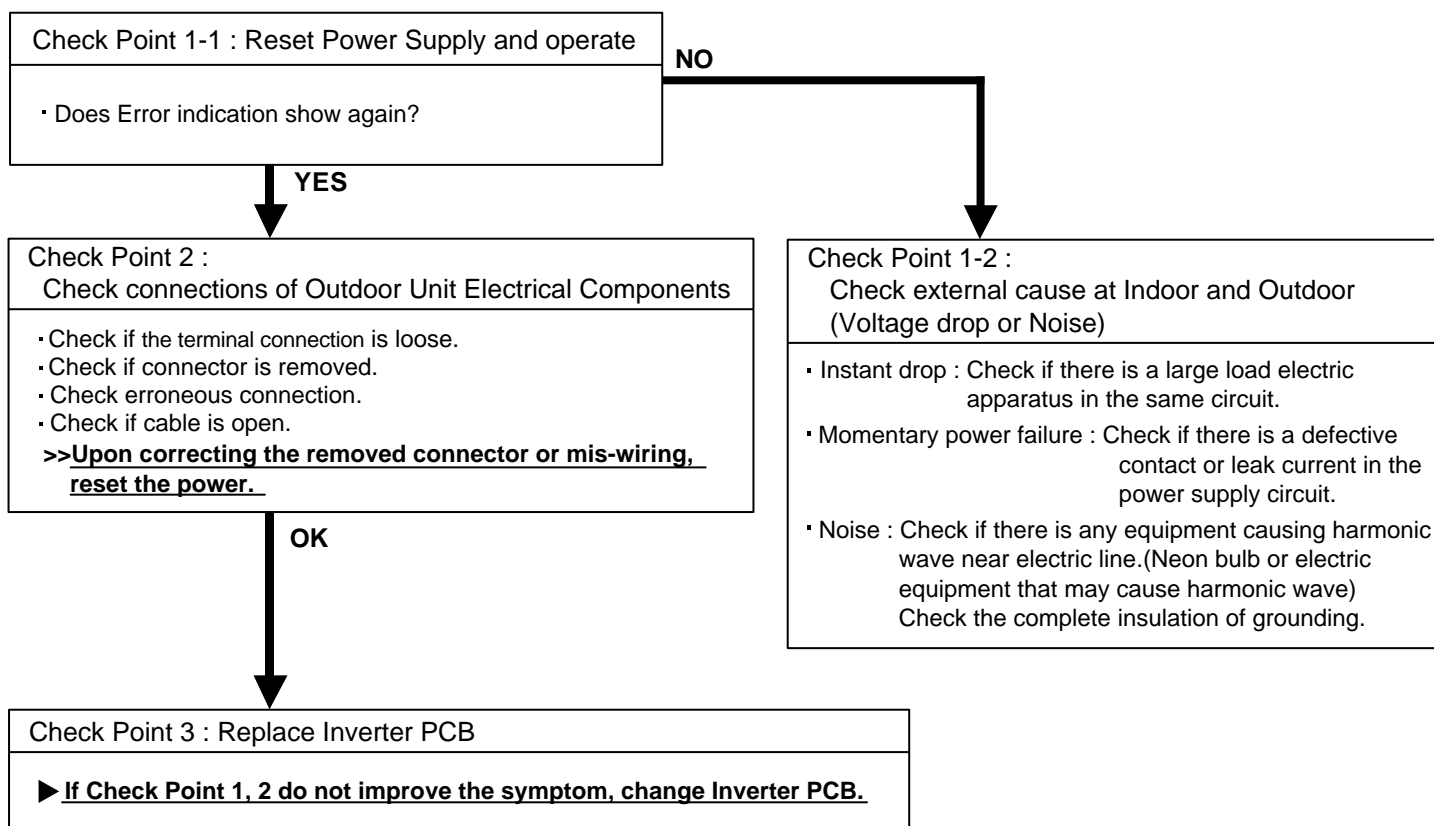 Check Point 1-1 : Reset Power Supply and operate
・Does Error indication show again?
NO
YES
Check Point 2 :
Check connections of Outdoor Unit Electrical Components
・Check if the terminal connection is loose.
・Check if connector is removed.
・Check erroneous connection.
・Check if cable is open.
>>Upon correcting the removed connector or mis-wiring,
reset the power.
OK
Check Point 1-2 :
Check external cause at Indoor and Outdoor
(Voltage drop or Noise)
・Instant drop : Check if there is a large load electric
apparatus in the same circuit.
・Momentary power failure : Check if there is a defective
contact or leak current in the
power supply circuit.
・Noise : Check if there is any equipment causing harmonic
wave near electric line.(Neon bulb or electric
equipment that may cause harmonic wave)
Check the complete insulation of grounding.
Check Point 3 : Replace Inverter PCB
▶If Check Point 1, 2 do not improve the symptom, change Inverter PCB.